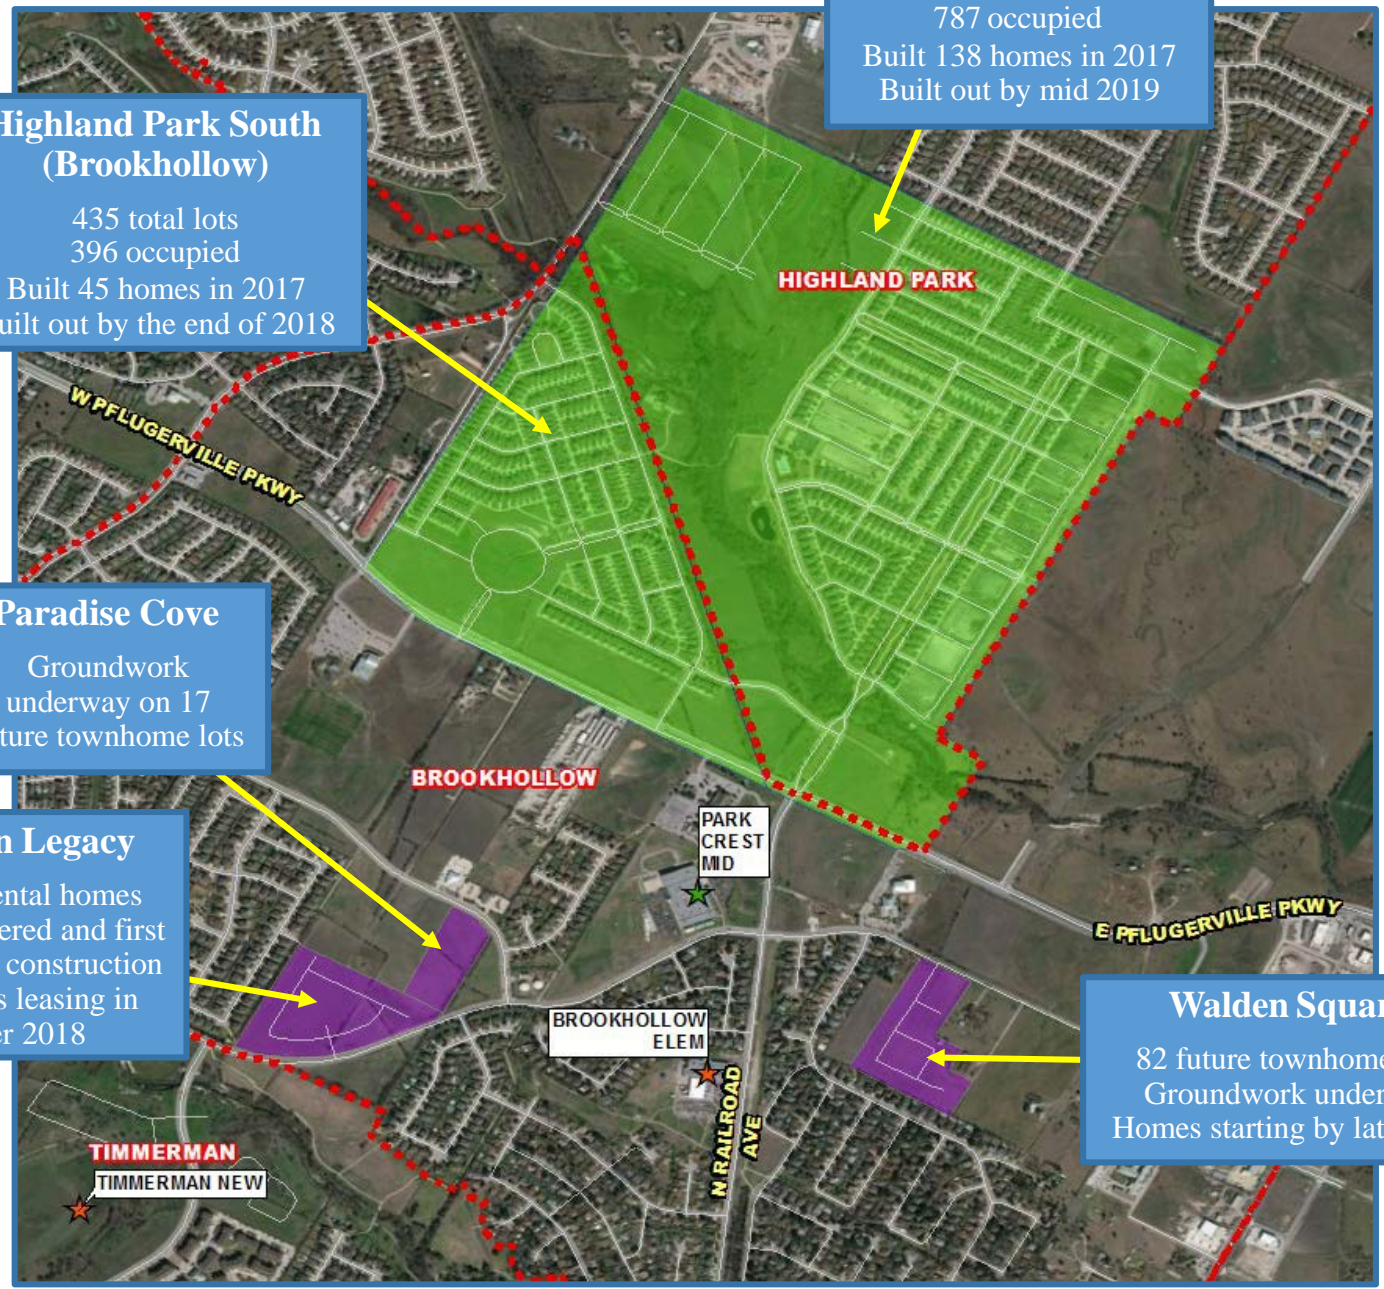 787 occupied
Built 138 homes in 2017
Built out by mid 2019
Highland Park South
(Brookhollow)
435 total lots
396 occupied
Built 45 homes in 2017
uilt out by the end of 2018
HIGHLAND PARK
W PFLUGERVILLE PKWY
Paradise Cove
Groundwork
underway on 17
ture townhome lots
BROOKHOLLOW
PARK
CREST
MID
n Legacy
ental homes
ered and first
construction
s leasing in
er 2018
E PFLUGERVILLE PKWY
BROOKHOLLOW
ELEM
Walden Squar
82 future townhome
Groundwork under
Homes starting by lat
N RAILROAD
AVE
TIMMERMAN
TIMMERMAN NEW